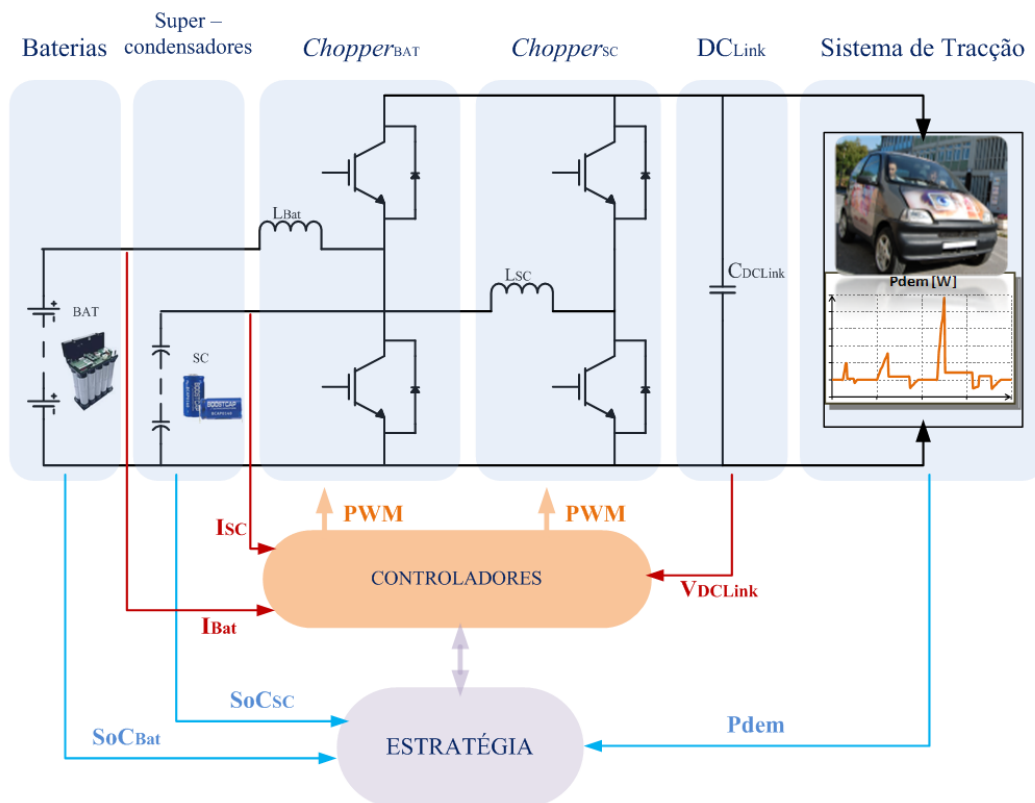 Baterias
Super –
condensadores
ChopperBAT
ChopperSC
DCLink
Sistema de Tracção
LBat
LSC
CDCLink
BAT
SC
BOOSTCAP
Pdem [W]
PWM
PWM
ISC
CONTROLADORES
VDCLink
IBat
SoCSC
SoCBat
ESTRATÉGIA
Pdem